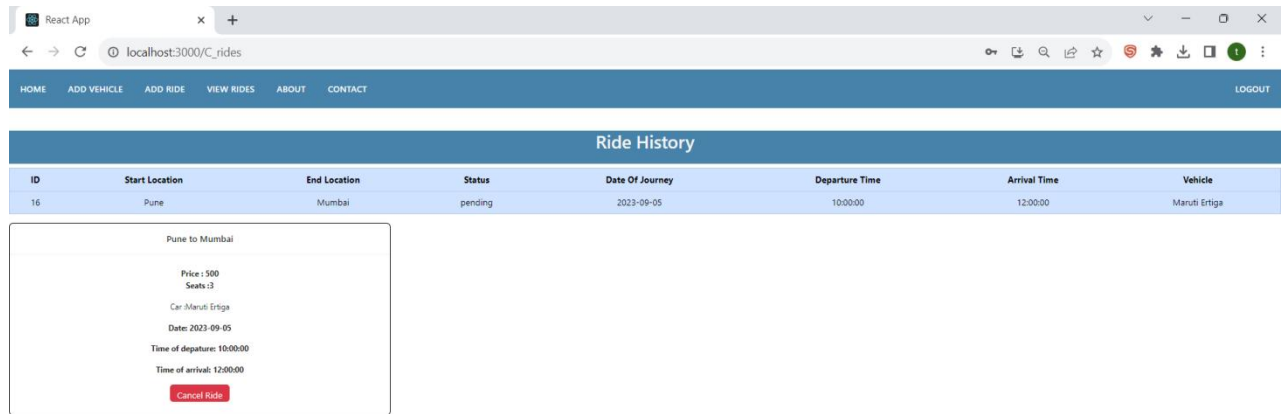 React App
localhost:3000/C_rides
t
HOME ADD VEHICLE ADD RIDE VIEW RIDES ABOUT CONTACT LOGOUT
Ride History
ID Start Location End Location Status Date Of Journey Departure Time Arrival Time Vehicle
16 Pune Mumbai pending 2023-09-05 10:00:00 12:00:00 Maruti Ertiga
Pune to Mumbai
Price : 500
Seats :3
Car :Maruti Ertiga
Date: 2023-09-05
Time of depature: 10:00:00
Time of arrival: 12:00:00
Cancel Ride